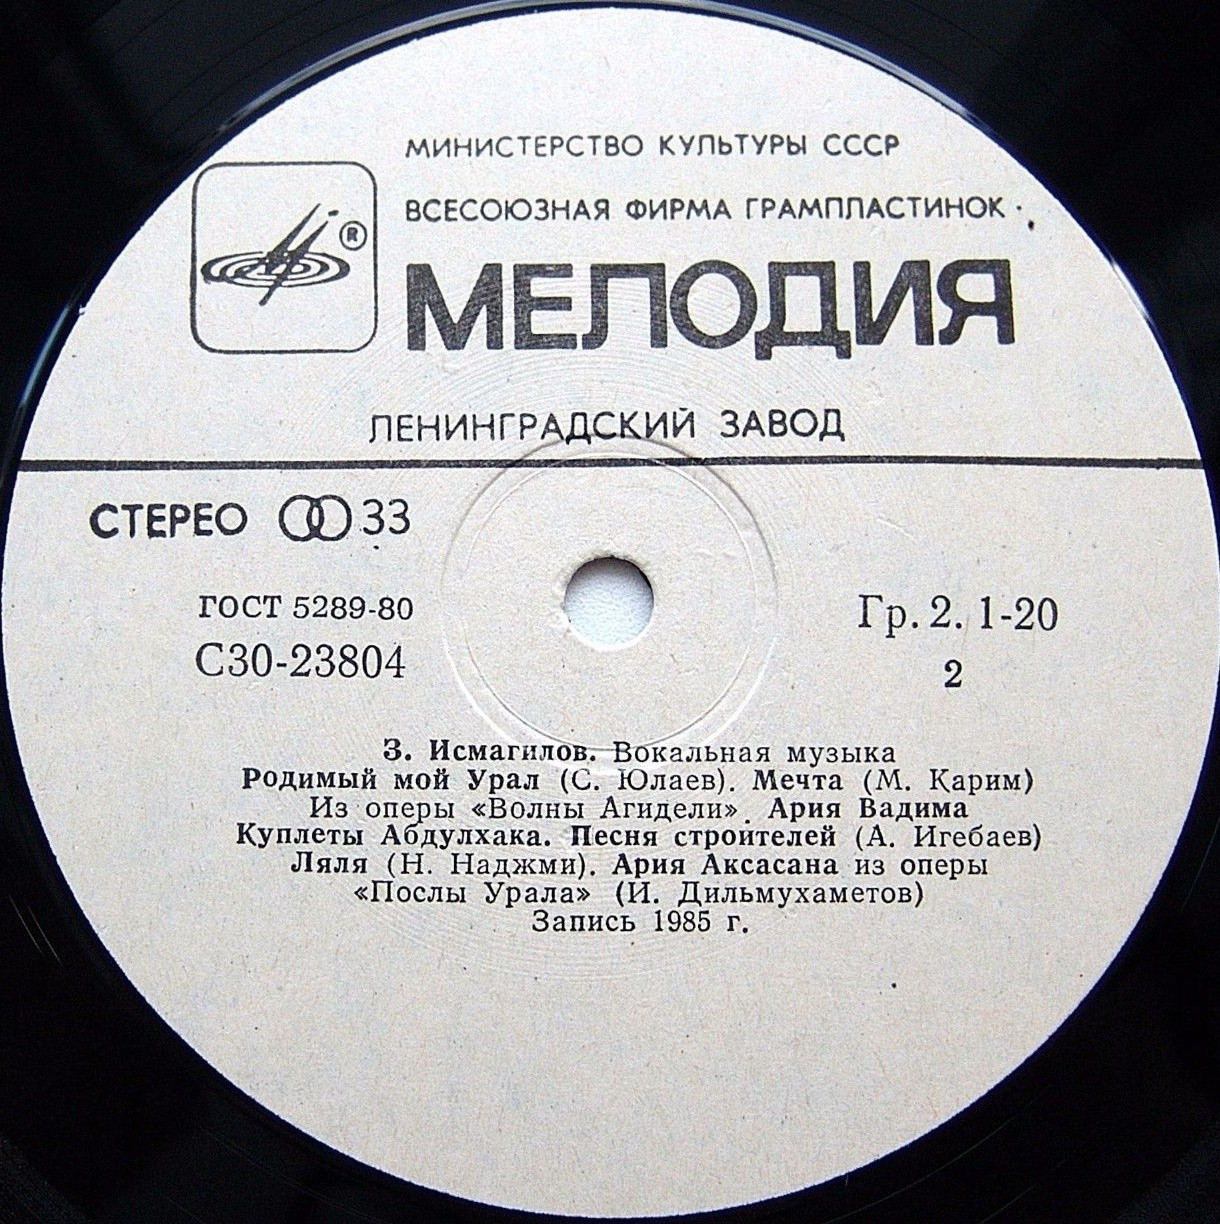 МИНИСТЕРСТВО КУЛЬТУРЫ СССР
ВСЕСОЮЗНАЯ ФИРМА ГРАМПЛАСТИНОК
®
МЕЛОДИЯ
ЛЕНИНГРАДСКИЙ ЗАВОД
СТЕРЕО 33
ГОСТ 5289-80
Гр. 2. 1-20
С30-23804
2
З. Исмагилов. Вокальная музыка
Родимый мой Урал (С. Юлаев). Мечта (М. Карим)
Из оперы «Волны Агидели». Ария Вадима
Куплеты Абдулхака. Песня строителей (А. Игебаев)
Ляля (Н. Наджми). Ария Аксасана из оперы
«Послы Урала» (И. Дильмухаметов)
Запись 1985 г.